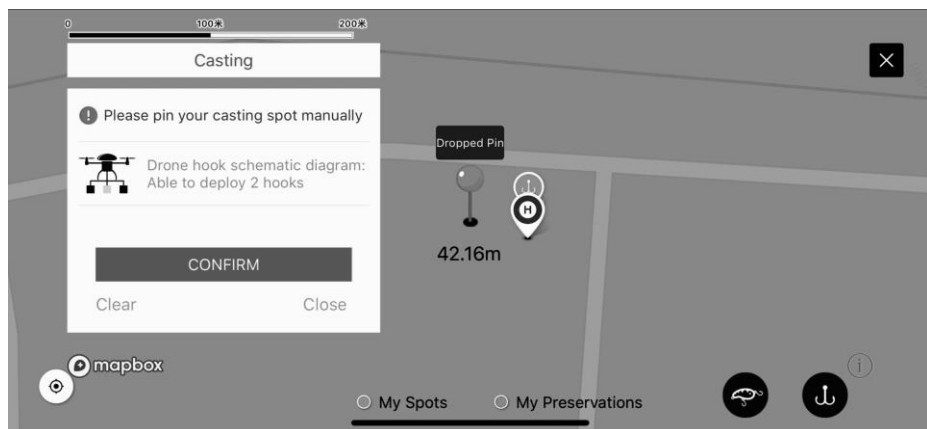 0 100米 200米
Casting
Please pin your casting spot manually
Drone hook schematic diagram:
Able to deploy 2 hooks
CONFIRM
Clear Close
Dropped Pin
H
42.16m
mapbox
My Spots My Preservations